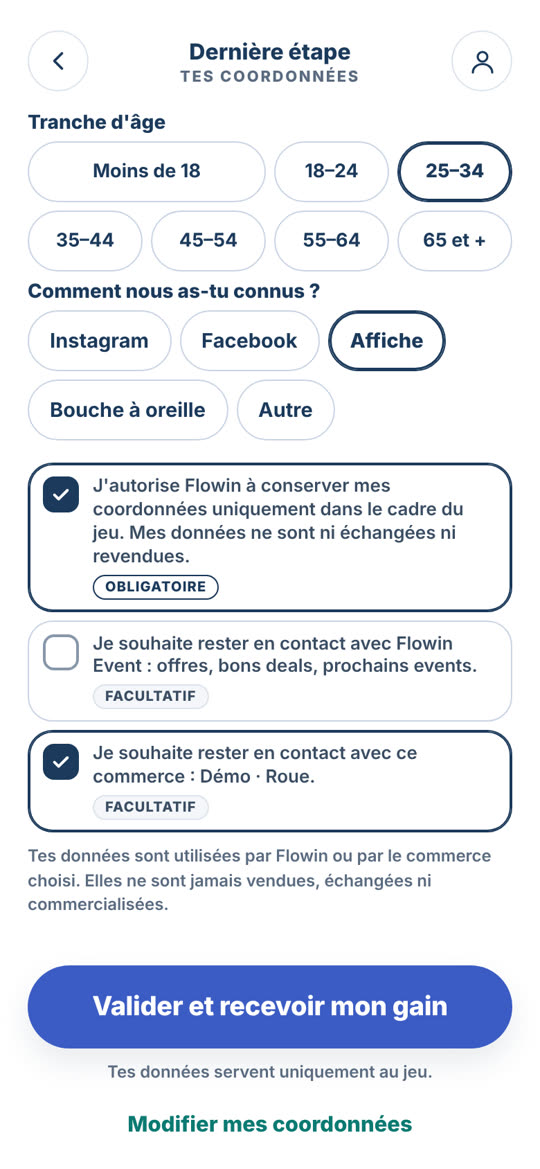 Dernière étape
TES COORDONNÉES
Tranche d'âge
Moins de 18
18–24
25–34
35–44
45–54
55–64
65 et +
Comment nous as-tu connus ?
Instagram
Facebook
Affiche
Bouche à oreille
Autre
J'autorise Flowin à conserver mes
coordonnées uniquement dans le cadre du
jeu. Mes données ne sont ni échangées ni
revendues.
OBLIGATOIRE
Je souhaite rester en contact avec Flowin
Event : offres, bons deals, prochains events.
FACULTATIF
Je souhaite rester en contact avec ce
commerce : Démo · Roue.
FACULTATIF
Tes données sont utilisées par Flowin ou par le commerce
choisi. Elles ne sont jamais vendues, échangées ni
commercialisées.
Valider et recevoir mon gain
Tes données servent uniquement au jeu.
Modifier mes coordonnées